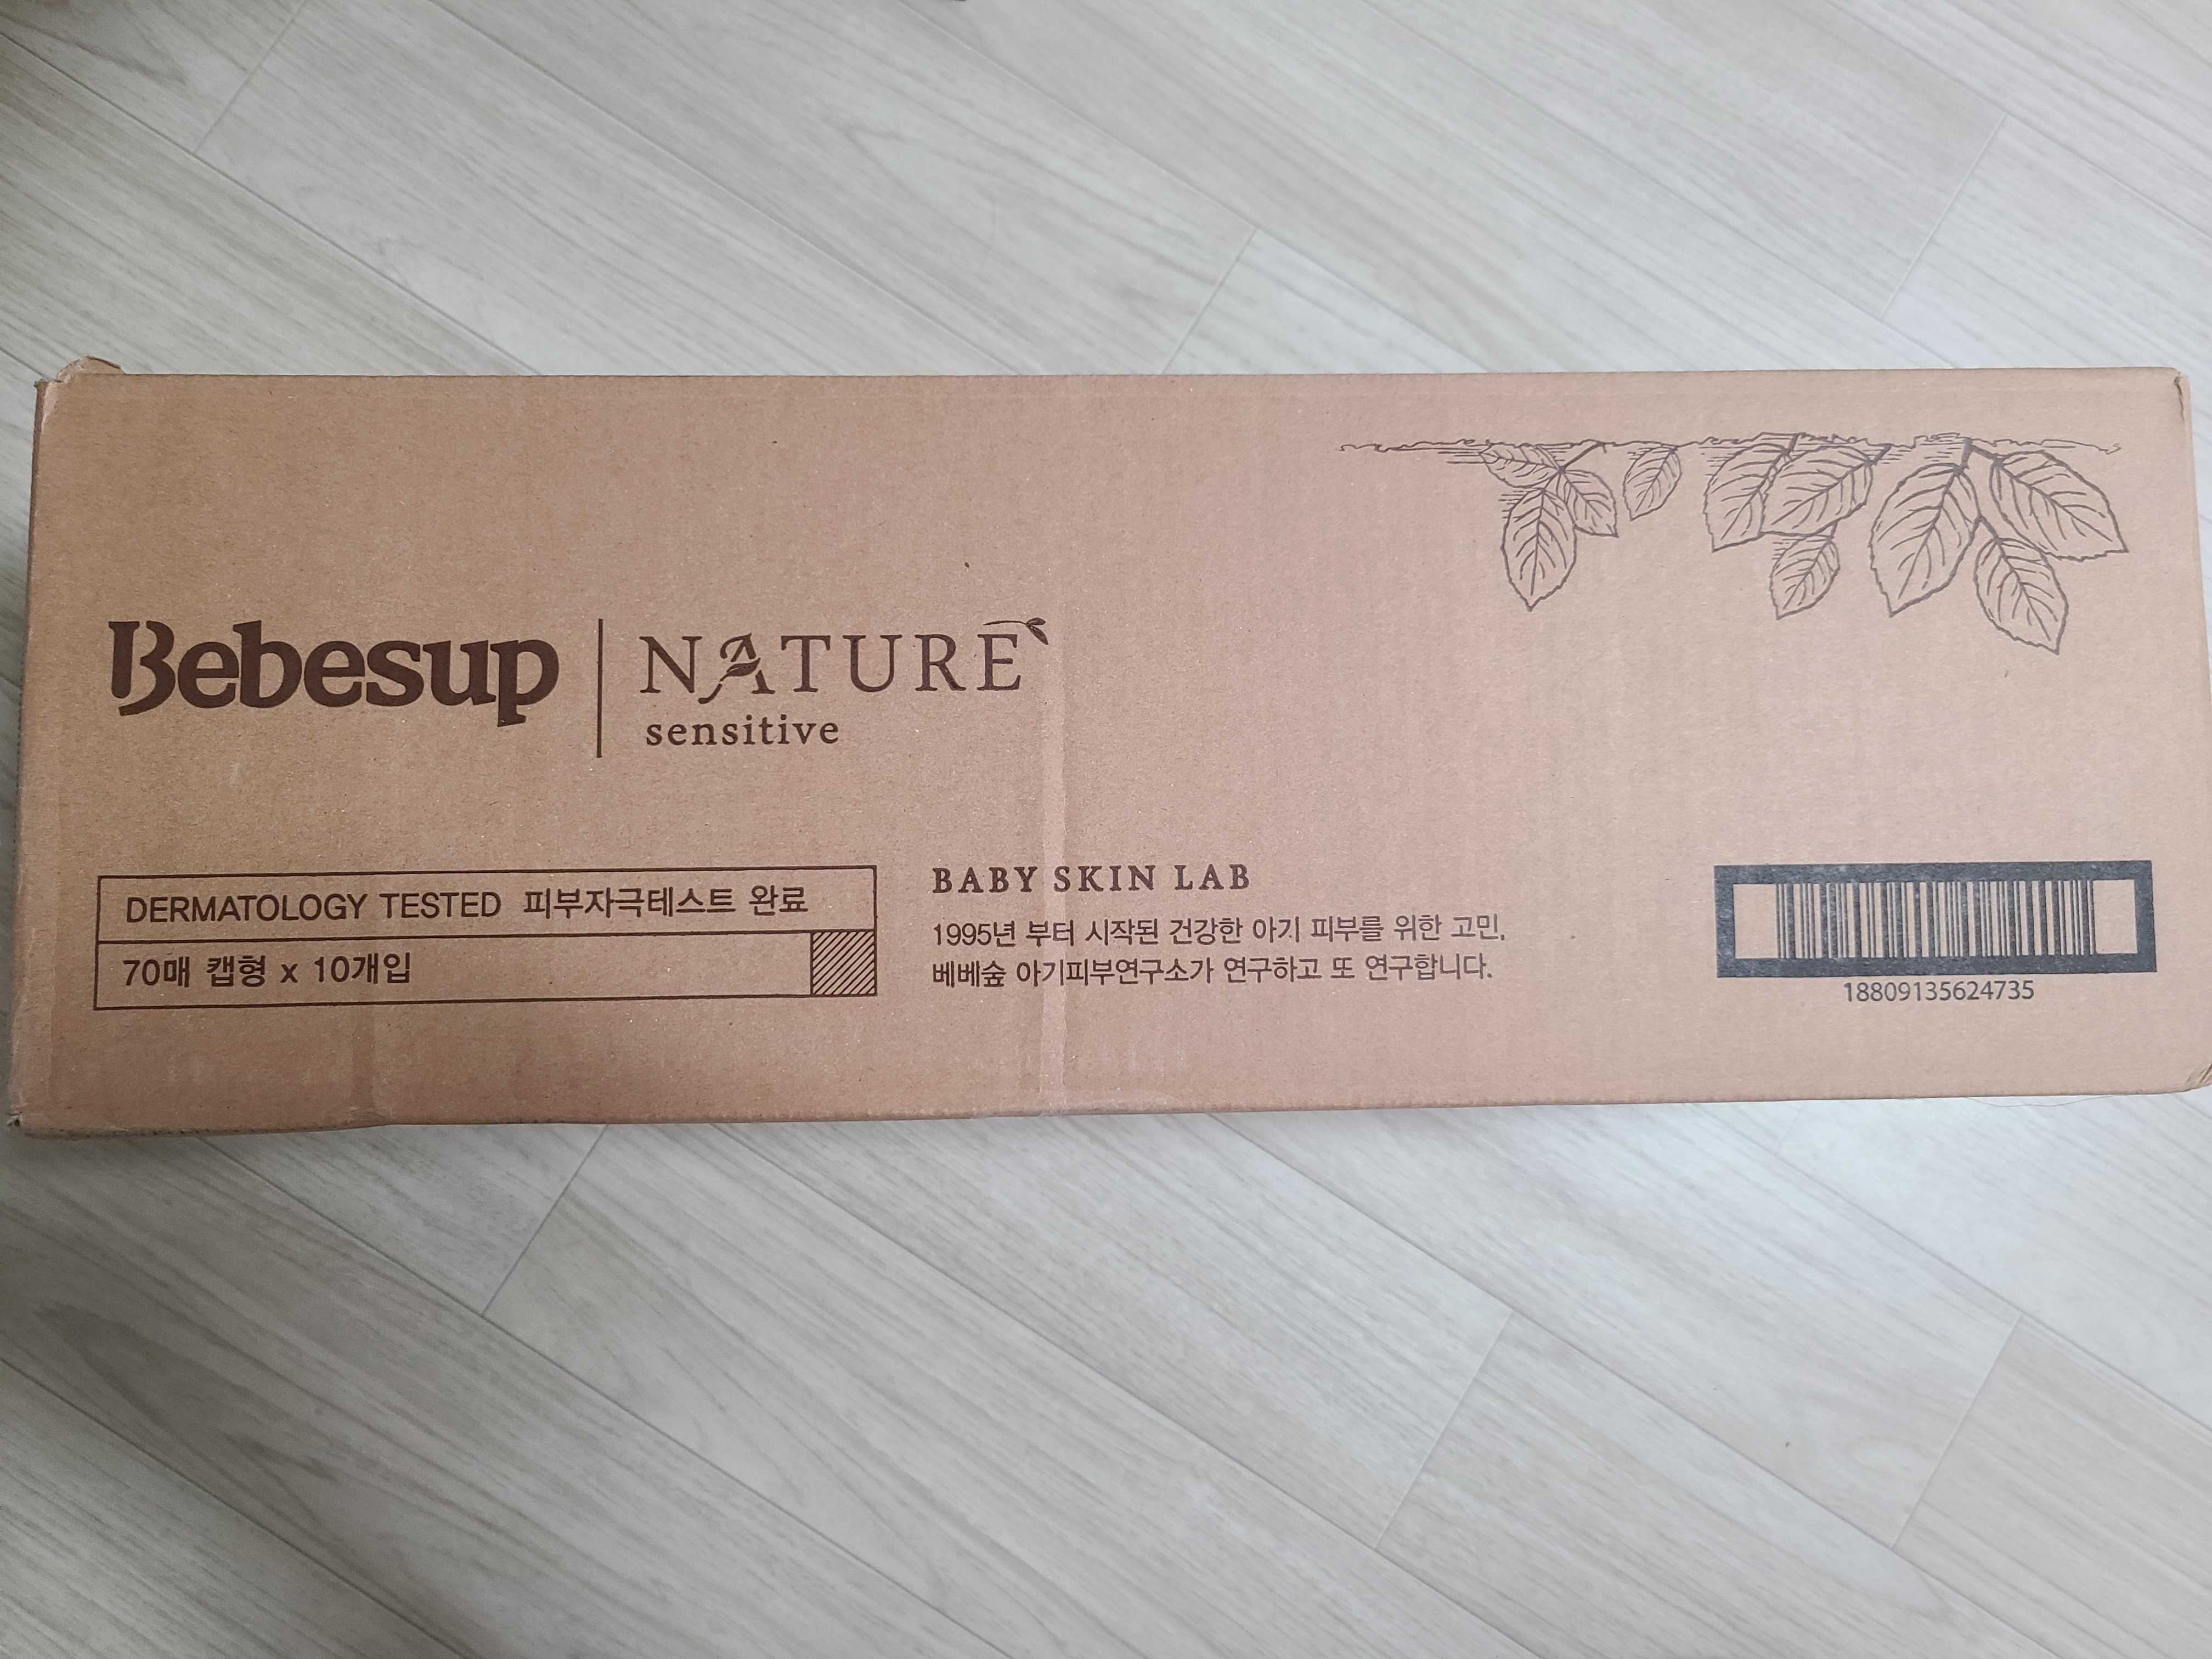 Bebesup
NATURE
sensitive
DERMATOLOGY TESTED 피부자극테스트 완료
70매 캡형 x 10개입
BABY SKIN LAB
1995년 부터 시작된 건강한 아기 피부를 위한 고민,
베베숲 아기피부연구소가 연구하고 또 연구합니다.
18809135624735